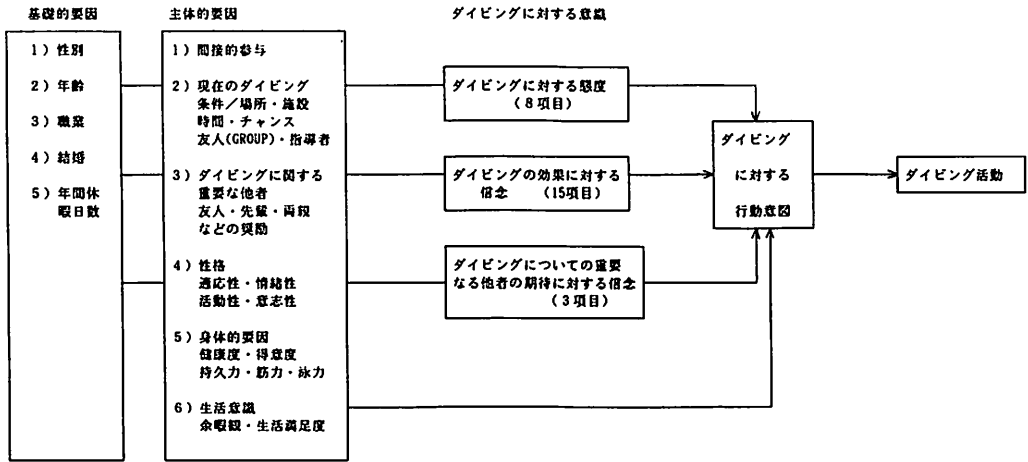 基礎的要因
主体的要因
ダイビングに対する意識
1）性別
2）年齢
3）職業
4）結婚
5）年間休
暇日数
1）間接的参与
2）現在のダイビング
条件／場所・施設
時間・チャンス
友人(GROUP)・指導者
3）ダイビングに関する
重要な他者
友人・先輩・両親
などの奨励
4）性格
適応性・情緒性
活動性・意志性
5）身体的要因
健康度・得意度
持久力・筋力・泳力
6）生活意識
余暇観・生活満足度
ダイビングに対する態度
（8項目）
ダイビングの効果に対する
信念　（15項目）
ダイビングについての重要
なる他者の期待に対する信念
（3項目）
ダイビング
に対する
行動意図
ダイビング活動